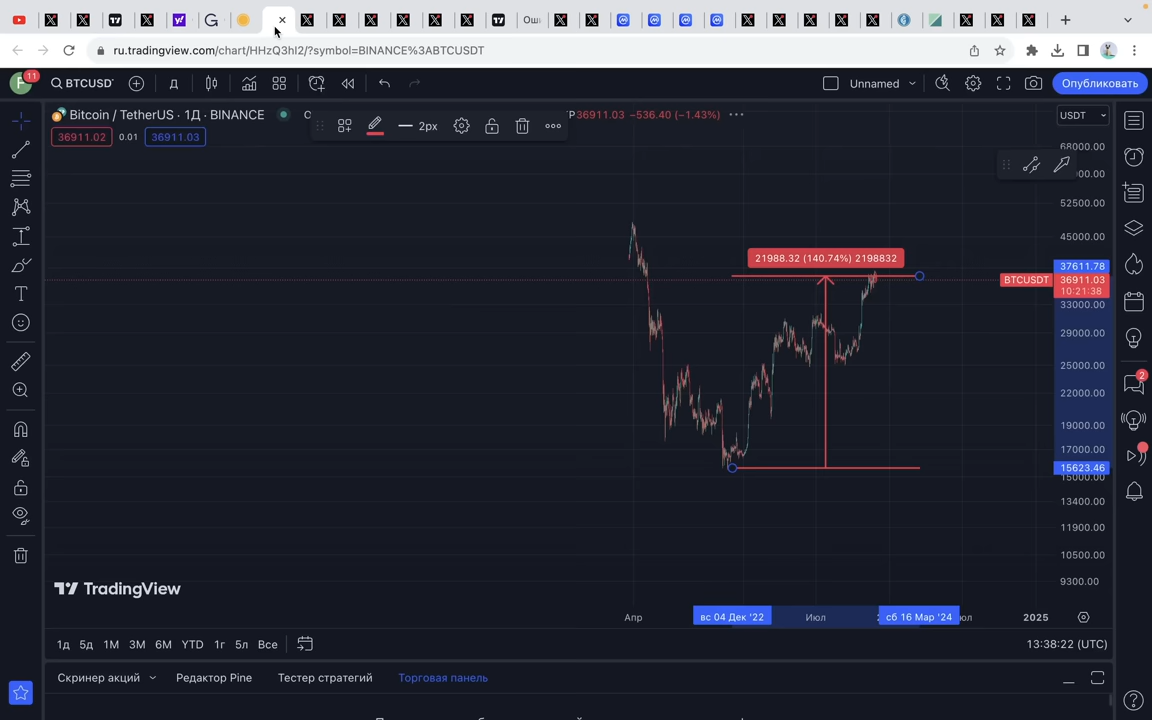 Ош
ru.tradingview.com/chart/HHzQ3hI2/?symbol=BINANCE%3ABTCUSDT
11
BTCUSD
Д
Unnamed
Опубликовать
Bitcoin / TetherUS · 1Д · BINANCE
36911.03 −536.40 (−1.43%)
USDT
36911.02
0.01
36911.03
2px
68000.00
52500.00
45000.00
21988.32 (140.74%) 2198832
37611.78
BTCUSDT
36911.03
10:21:38
33000.00
29000.00
25000.00
2
22000.00
19000.00
17000.00
15623.46
15000.00
13400.00
11900.00
10500.00
9300.00
TradingView
Апр
вс 04 Дек '22
Июл
сб 16 Мар '24
2025
1д
5д
1М
3М
6М
YTD
1г
5л
Все
13:38:22 (UTC)
Скринер акций
Редактор Pine
Тестер стратегий
Торговая панель